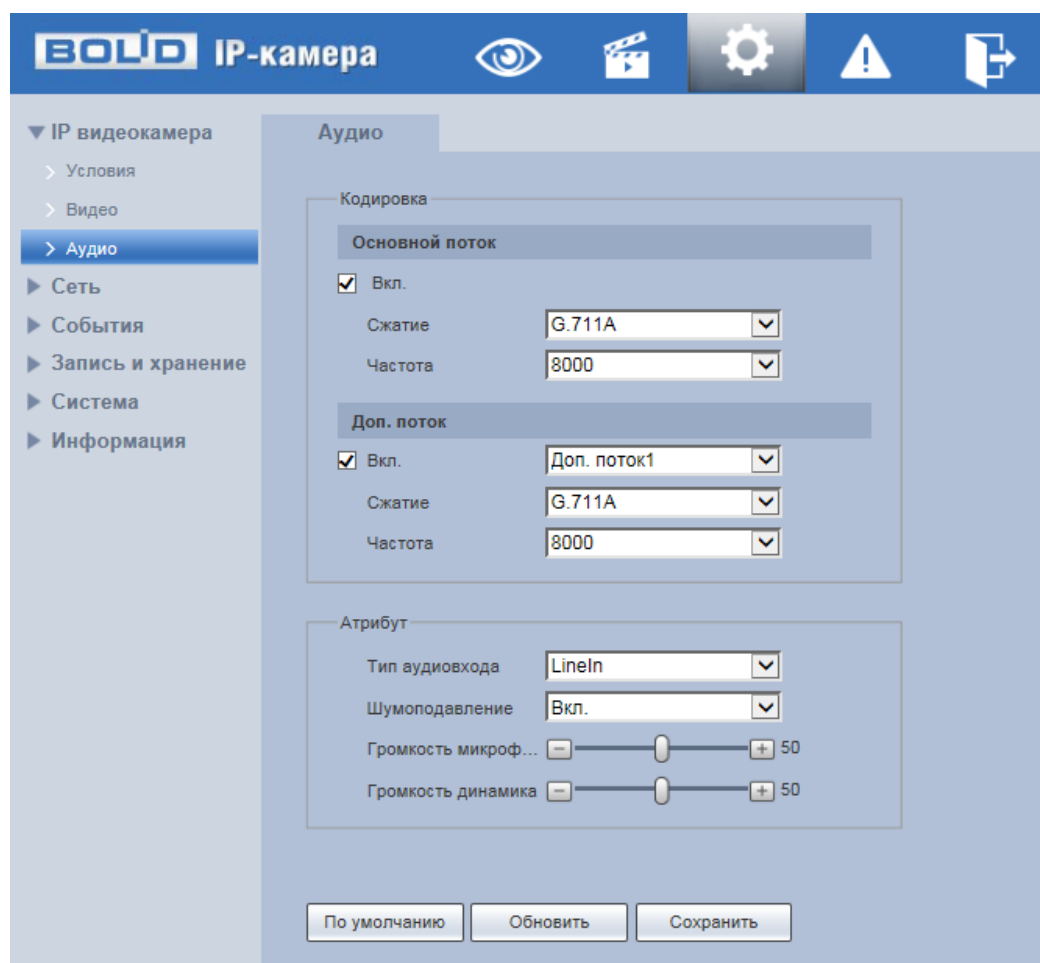 BOLID IP-камера
IP видеокамера
Условия
Видео
Аудио
Сеть
События
Запись и хранение
Система
Информация
Аудио
Кодировка
Основной поток
Вкл.
Сжатие G.711A
Частота 8000
Доп. поток
Вкл. Доп. поток1
Сжатие G.711A
Частота 8000
Атрибут
Тип аудиовхода LineIn
Шумоподавление Вкл.
Громкость микроф... 50
Громкость динамика 50
По умолчанию Обновить Сохранить